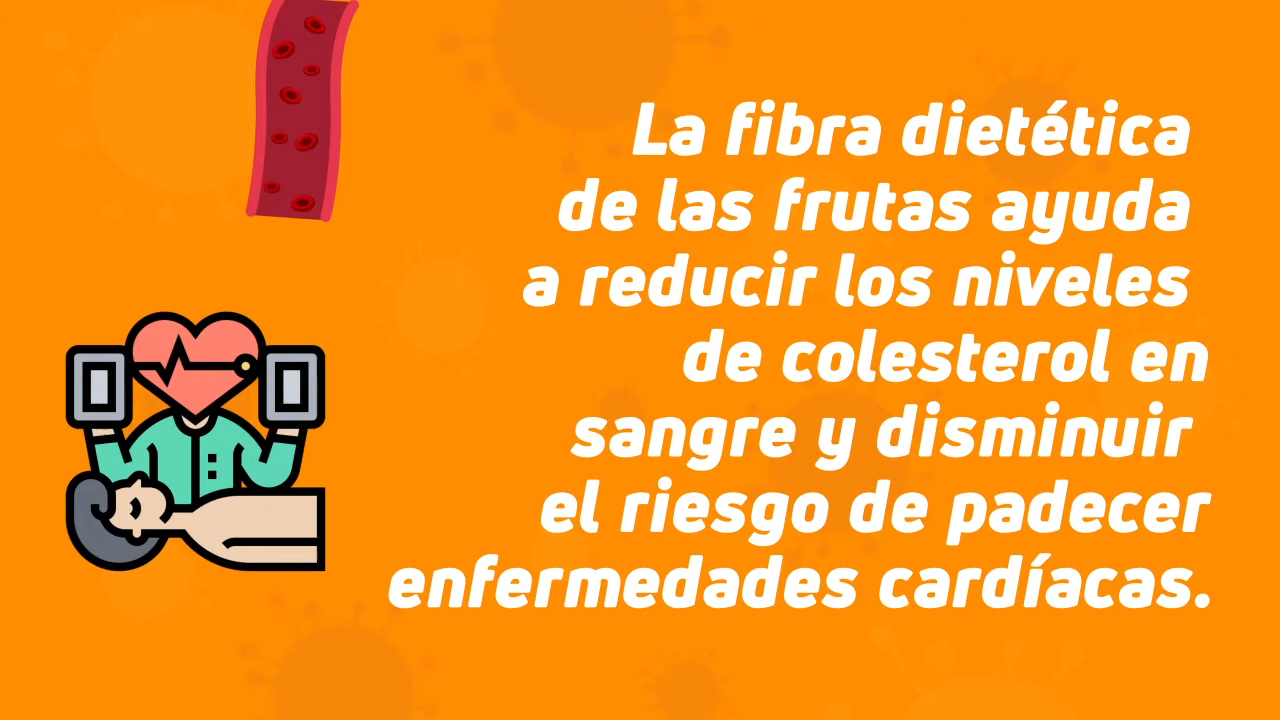 La fibra dietética
de las frutas ayuda
a reducir los niveles
de colesterol en
sangre y disminuir
el riesgo de padecer
enfermedades cardíacas.